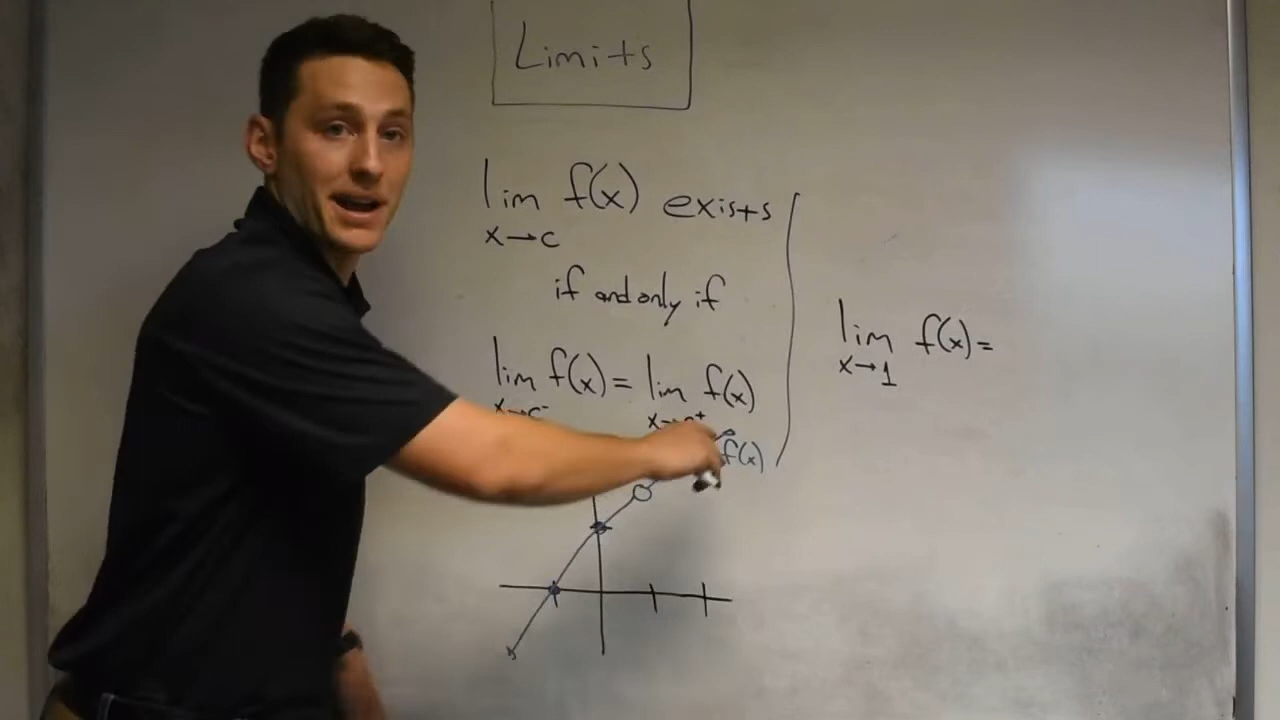 Limits
lim f(x) exists
x→c
if and only if
lim f(x) = lim f(x)
x→c⁻
f(x)
lim f(x)=
x→1